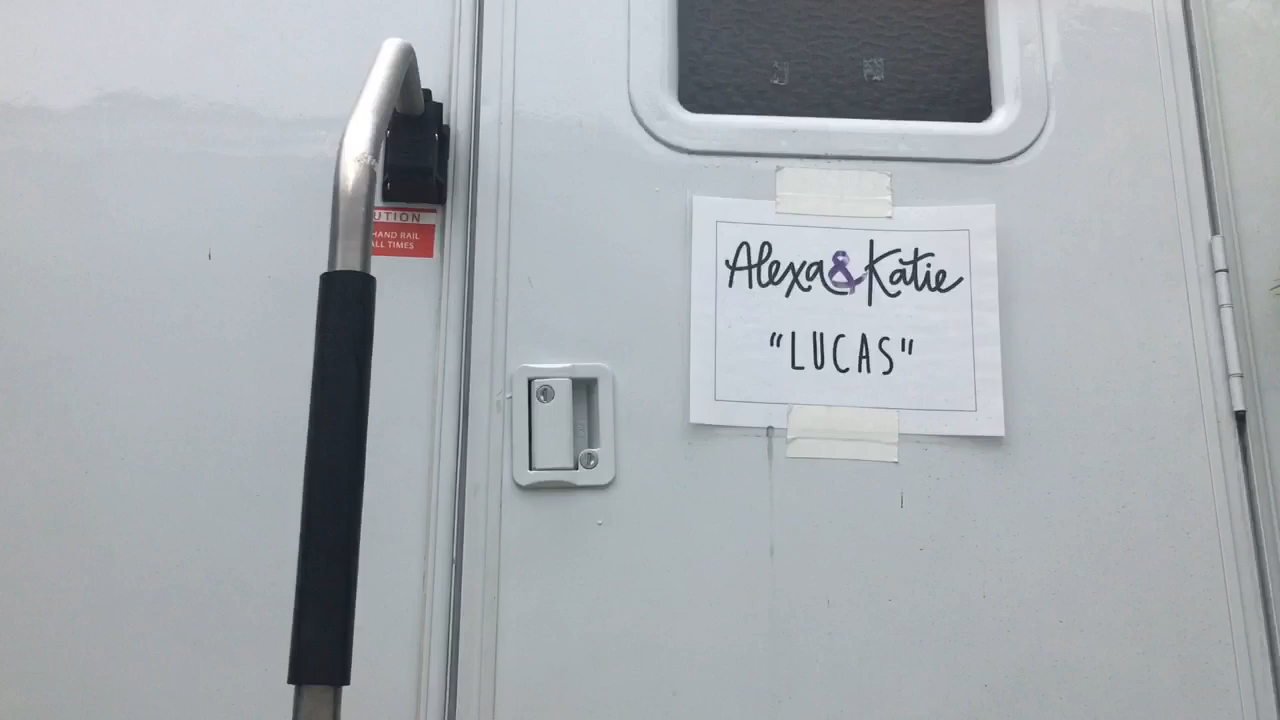 UTION
HAND RAIL
ALL TIMES
Alexa & Katie
"LUCAS"